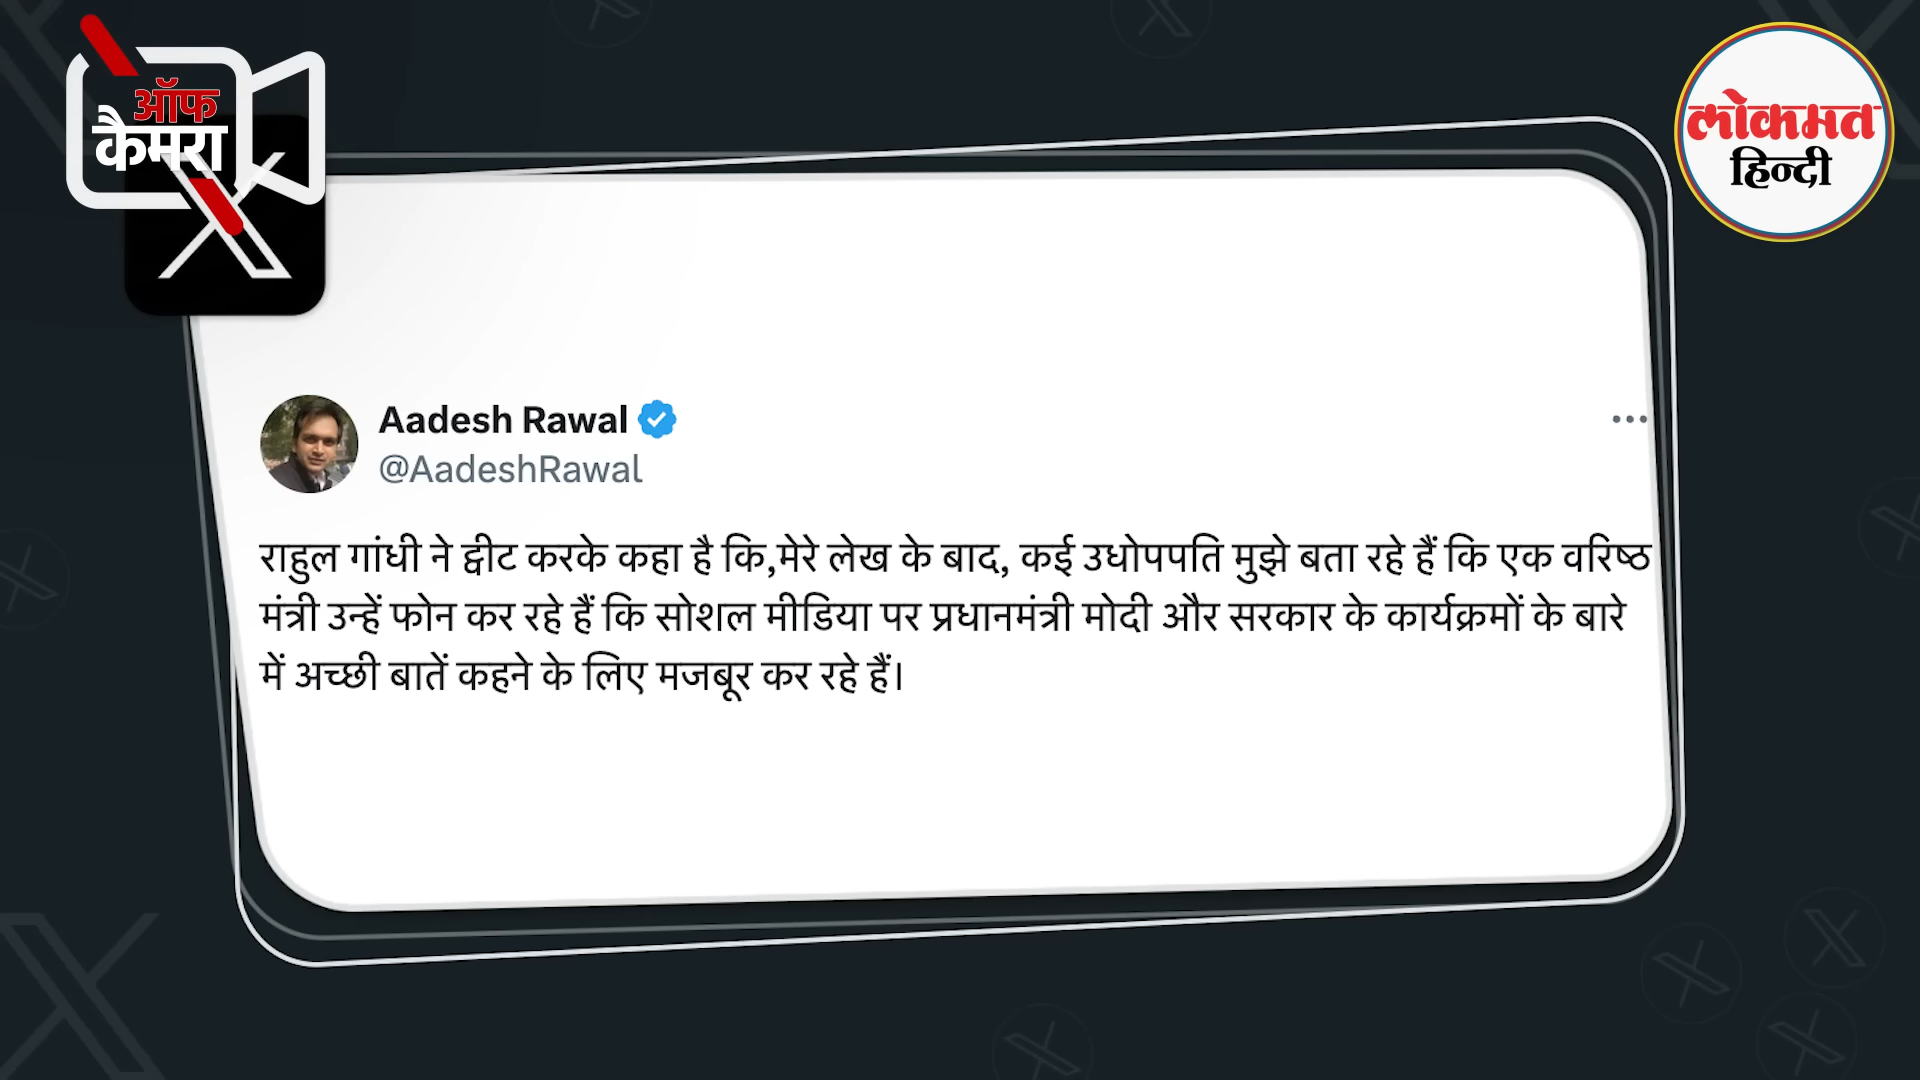 ऑफ
कैमरा
लोकमत
हिन्दी
Aadesh Rawal
@AadeshRawal
राहुल गांधी ने ट्वीट करके कहा है कि,मेरे लेख के बाद, कई उधोपपति मुझे बता रहे हैं कि एक वरिष्ठ
मंत्री उन्हें फोन कर रहे हैं कि सोशल मीडिया पर प्रधानमंत्री मोदी और सरकार के कार्यक्रमों के बारे
में अच्छी बातें कहने के लिए मजबूर कर रहे हैं।